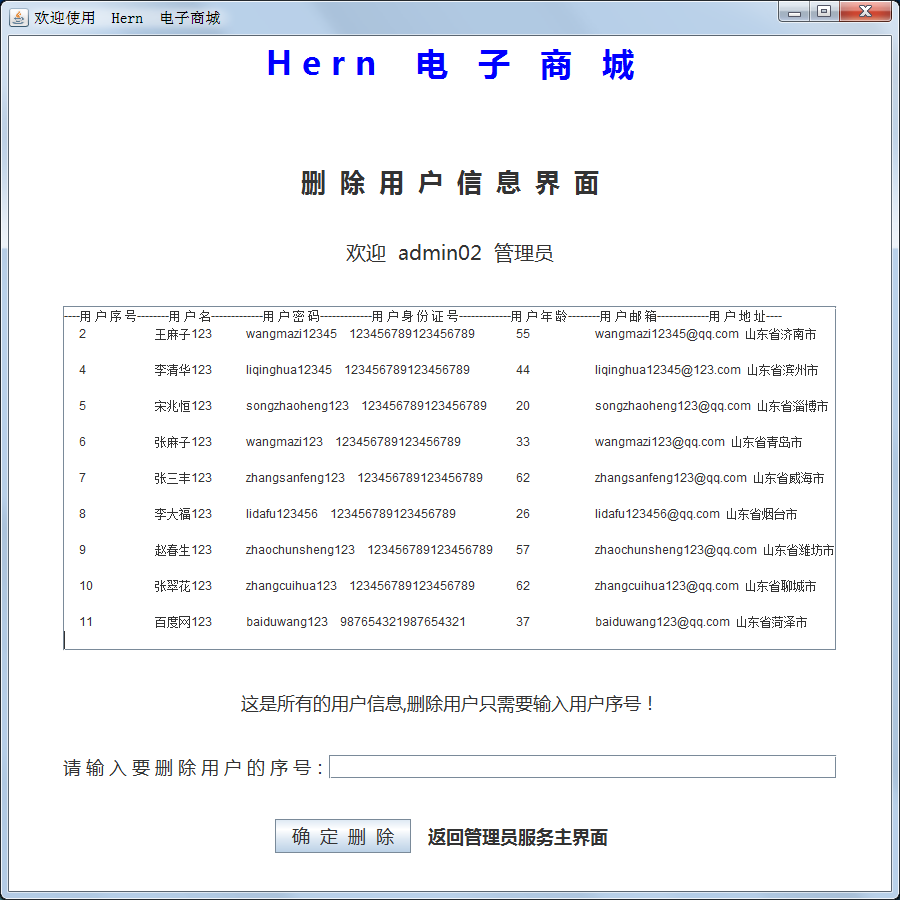 欢迎使用 Hern 电子商城
Hern 电 子 商 城
删 除 用 户 信 息 界 面
欢迎 admin02 管理员
----用 户 序 号--------用 户 名-------------用 户 密 码-------------用 户 身 份 证 号-------------用 户 年 龄--------用 户 邮 箱-------------用 户 地 址----
2 王麻子123 wangmazi12345 123456789123456789 55 wangmazi12345@qq.com 山东省济南市
4 李清华123 liqinghua12345 123456789123456789 44 liqinghua12345@123.com 山东省滨州市
5 宋兆恒123 songzhaoheng123 123456789123456789 20 songzhaoheng123@qq.com 山东省淄博市
6 张麻子123 wangmazi123 123456789123456789 33 wangmazi123@qq.com 山东省青岛市
7 张三丰123 zhangsanfeng123 123456789123456789 62 zhangsanfeng123@qq.com 山东省威海市
8 李大福123 lidafu123456 123456789123456789 26 lidafu123456@qq.com 山东省烟台市
9 赵春生123 zhaochunsheng123 123456789123456789 57 zhaochunsheng123@qq.com 山东省潍坊市
10 张翠花123 zhangcuihua123 123456789123456789 62 zhangcuihua123@qq.com 山东省聊城市
11 百度网123 baiduwang123 987654321987654321 37 baiduwang123@qq.com 山东省菏泽市
这是所有的用户信息,删除用户只需要输入用户序号！
请 输 入 要 删 除 用 户 的 序 号 :
确 定 删 除 返回管理员服务主界面